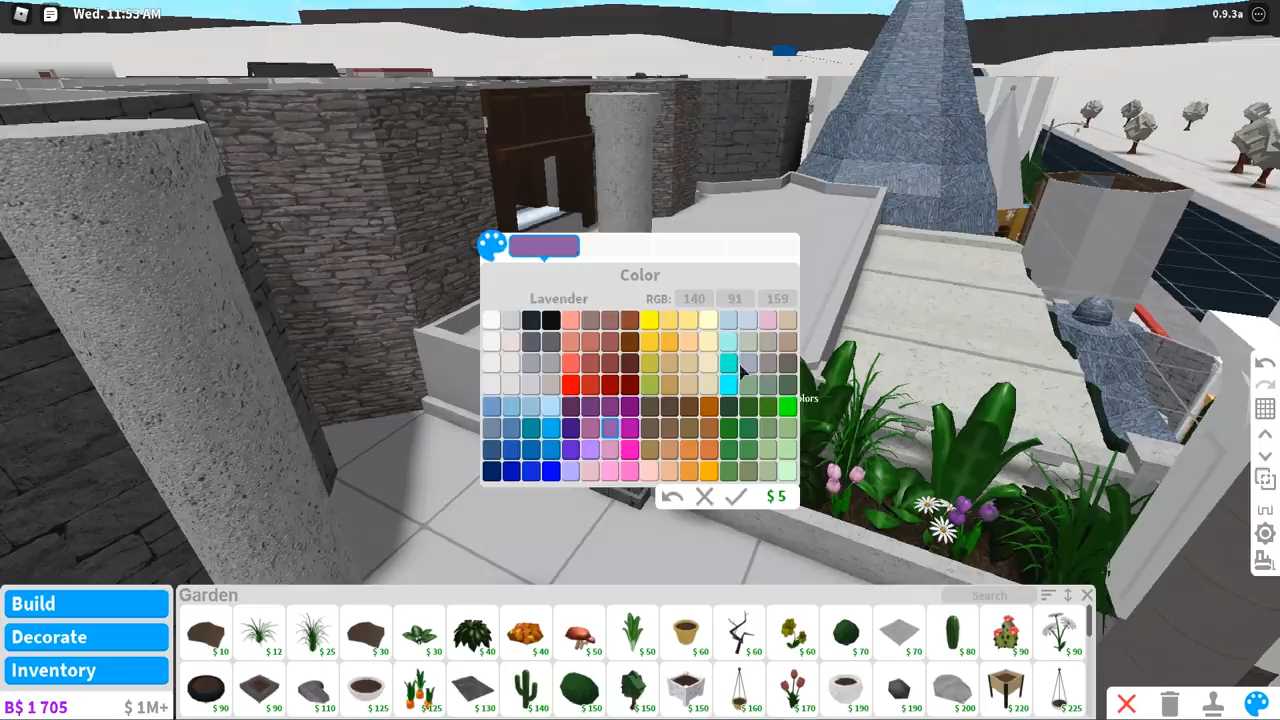 Wed. 11:53 AM
0.9.3a
Color
Lavender RGB: 140 91 159
olors
$ 5
Build
Decorate
Inventory
B$ 1 705 $ 1M+
Garden Search
$ 10 $ 12 $ 25 $ 30 $ 30 $ 40 $ 40 $ 50 $ 50 $ 60 $ 60 $ 60 $ 70 $ 70 $ 80 $ 90 $ 90
$ 90 $ 90 $ 110 $ 125 $ 125 $ 130 $ 140 $ 150 $ 150 $ 150 $ 160 $ 170 $ 190 $ 190 $ 200 $ 220 $ 225